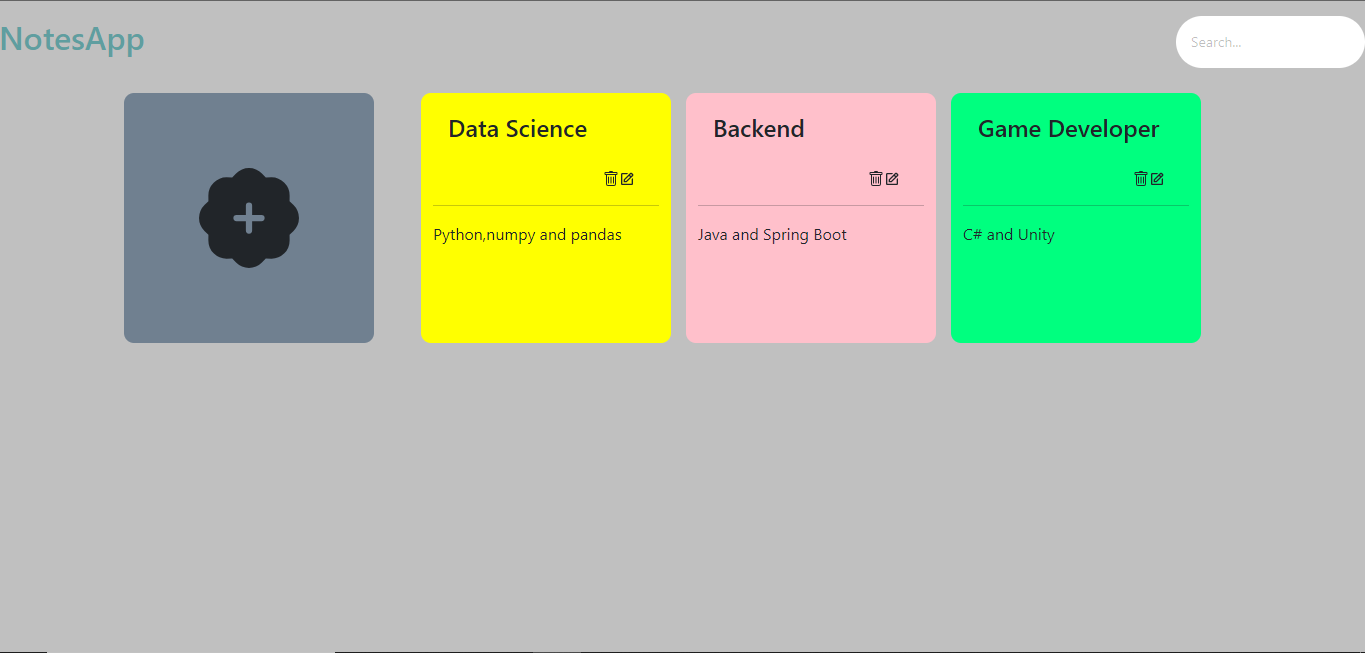 NotesApp
Search...
Data Science
Backend
Game Developer
Python,numpy and pandas
Java and Spring Boot
C# and Unity